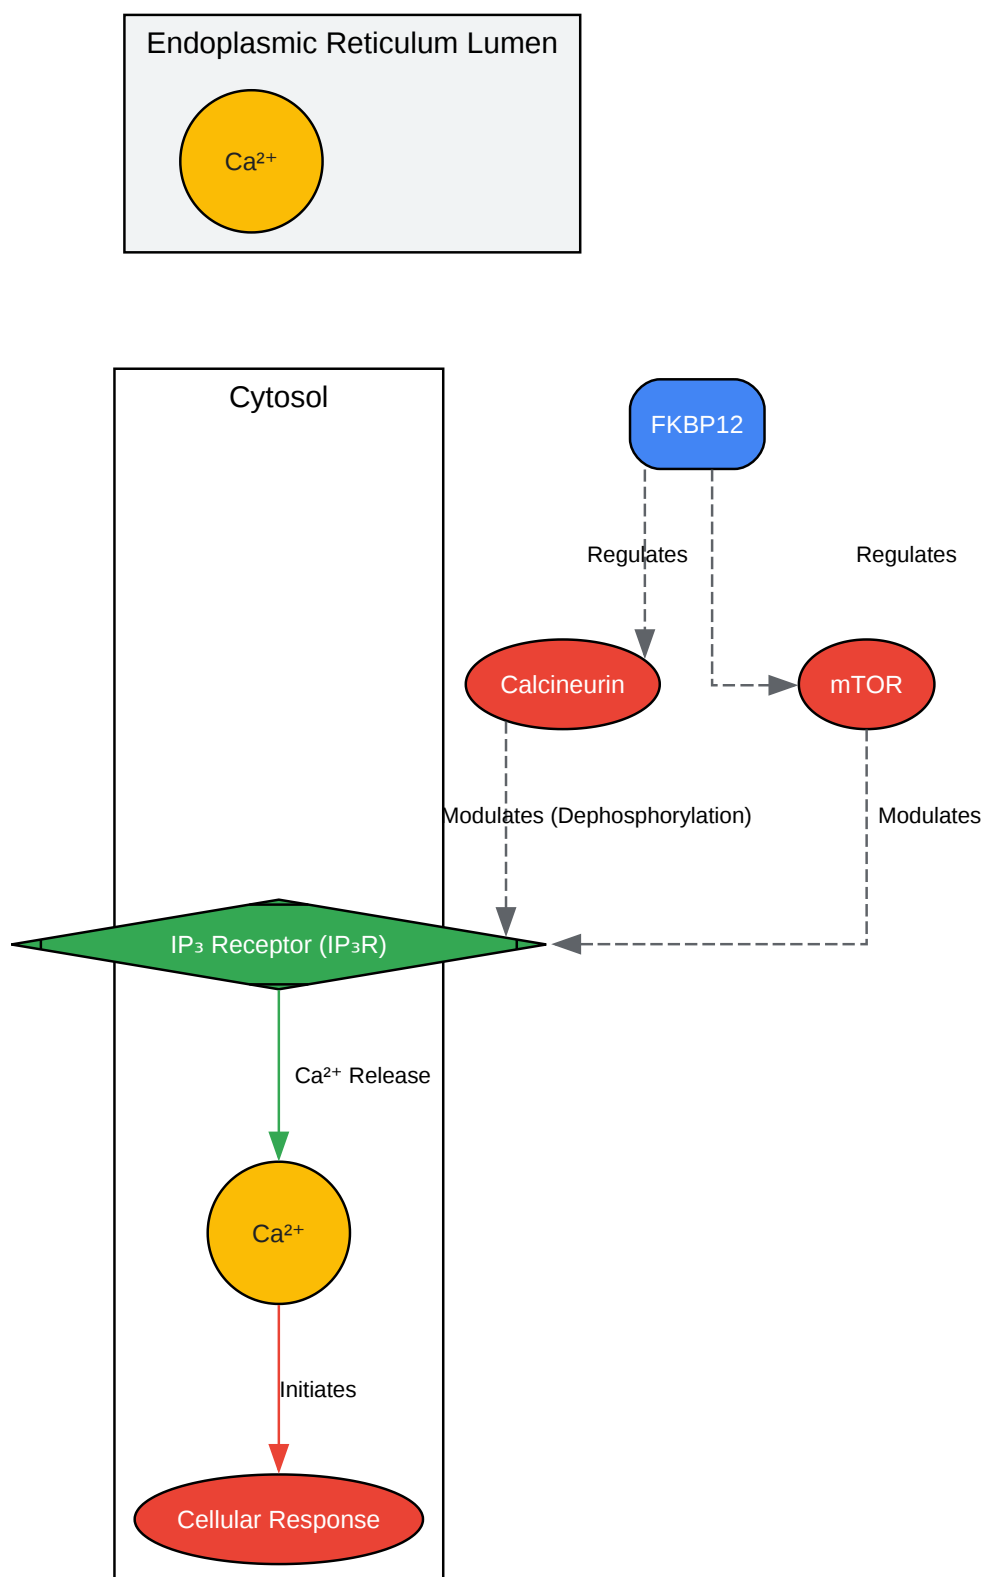 Endoplasmic Reticulum Lumen
Ca²⁺
Cytosol
FKBP12
Regulates
Regulates
Calcineurin
mTOR
Modulates (Dephosphorylation)
Modulates
IP₃ Receptor (IP₃R)
Ca²⁺ Release
Ca²⁺
Initiates
Cellular Response